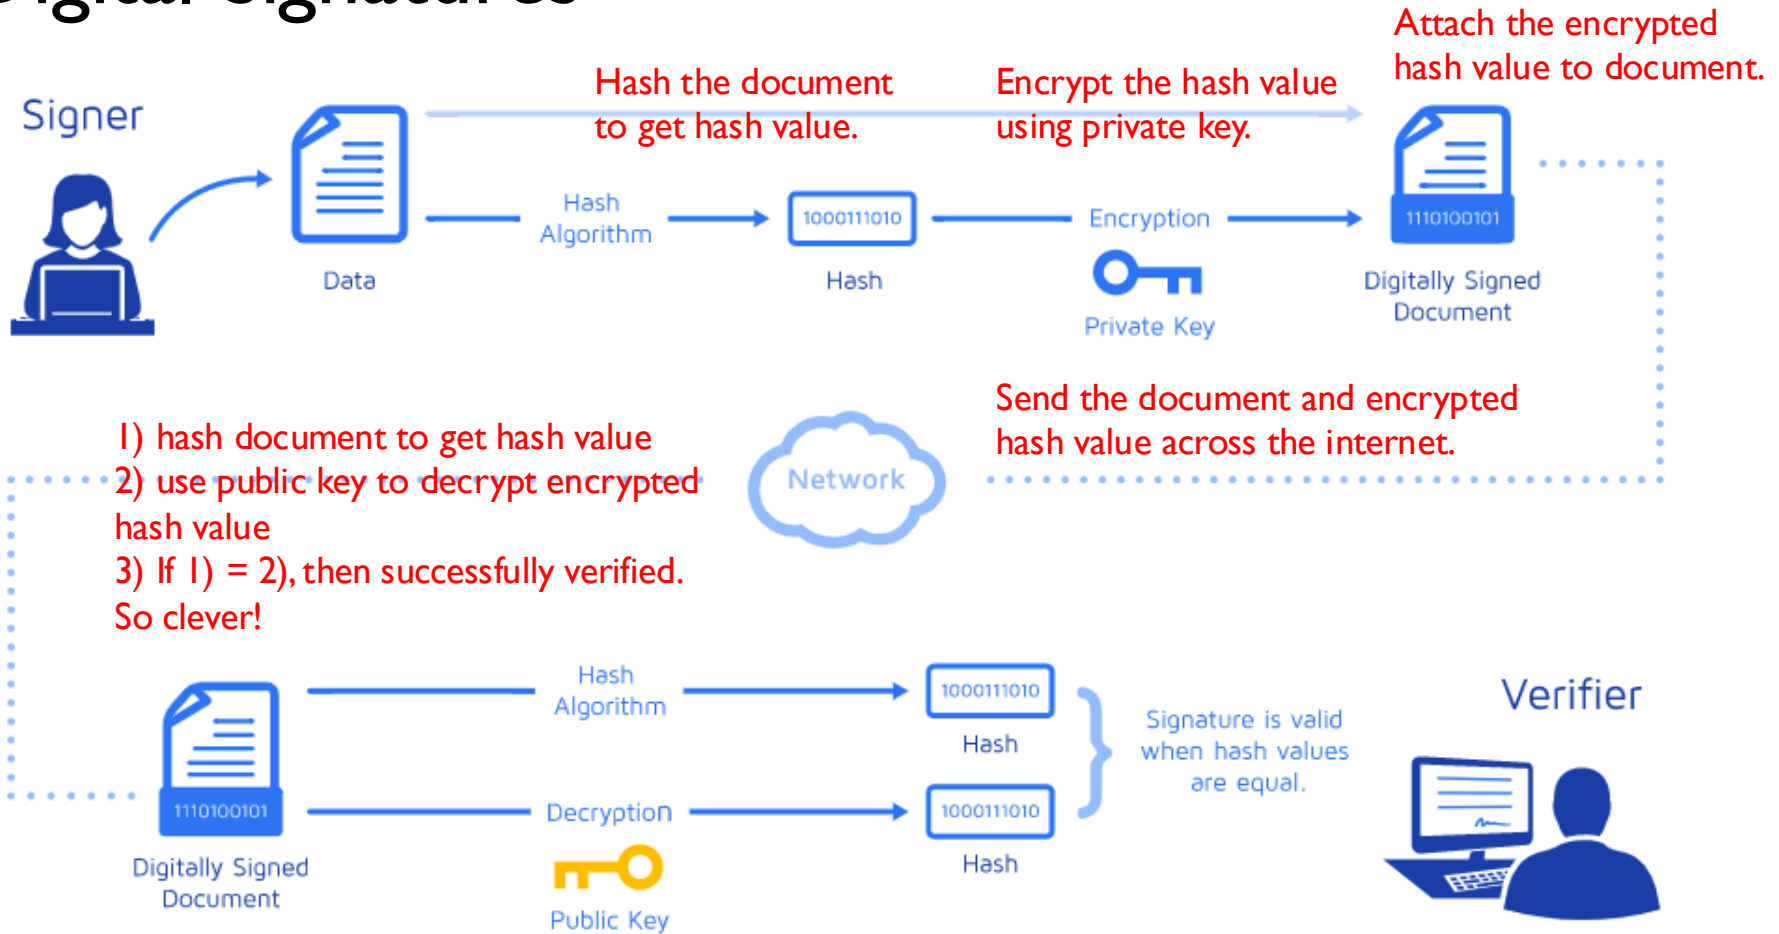 Digital Signatures
Attach the encrypted
hash value to document.
Hash the document
to get hash value.
Encrypt the hash value
using private key.
Signer
Hash
Algorithm
1000111010
Encryption
1110100101
Data
Hash
Private Key
Digitally Signed
Document
Send the document and encrypted
hash value across the internet.
Network
1) hash document to get hash value
2) use public key to decrypt encrypted
hash value
3) If 1) = 2), then successfully verified.
So clever!
Hash
Algorithm
1000111010
Hash
Signature is valid
when hash values
are equal.
Verifier
1110100101
Decryption
1000111010
Hash
Digitally Signed
Document
Public Key